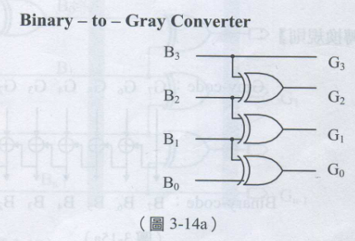 Binary – to – Gray Converter
B₃ G₃
B₂ G₂
B₁ G₁
B₀ G₀
（圖 3-14a）